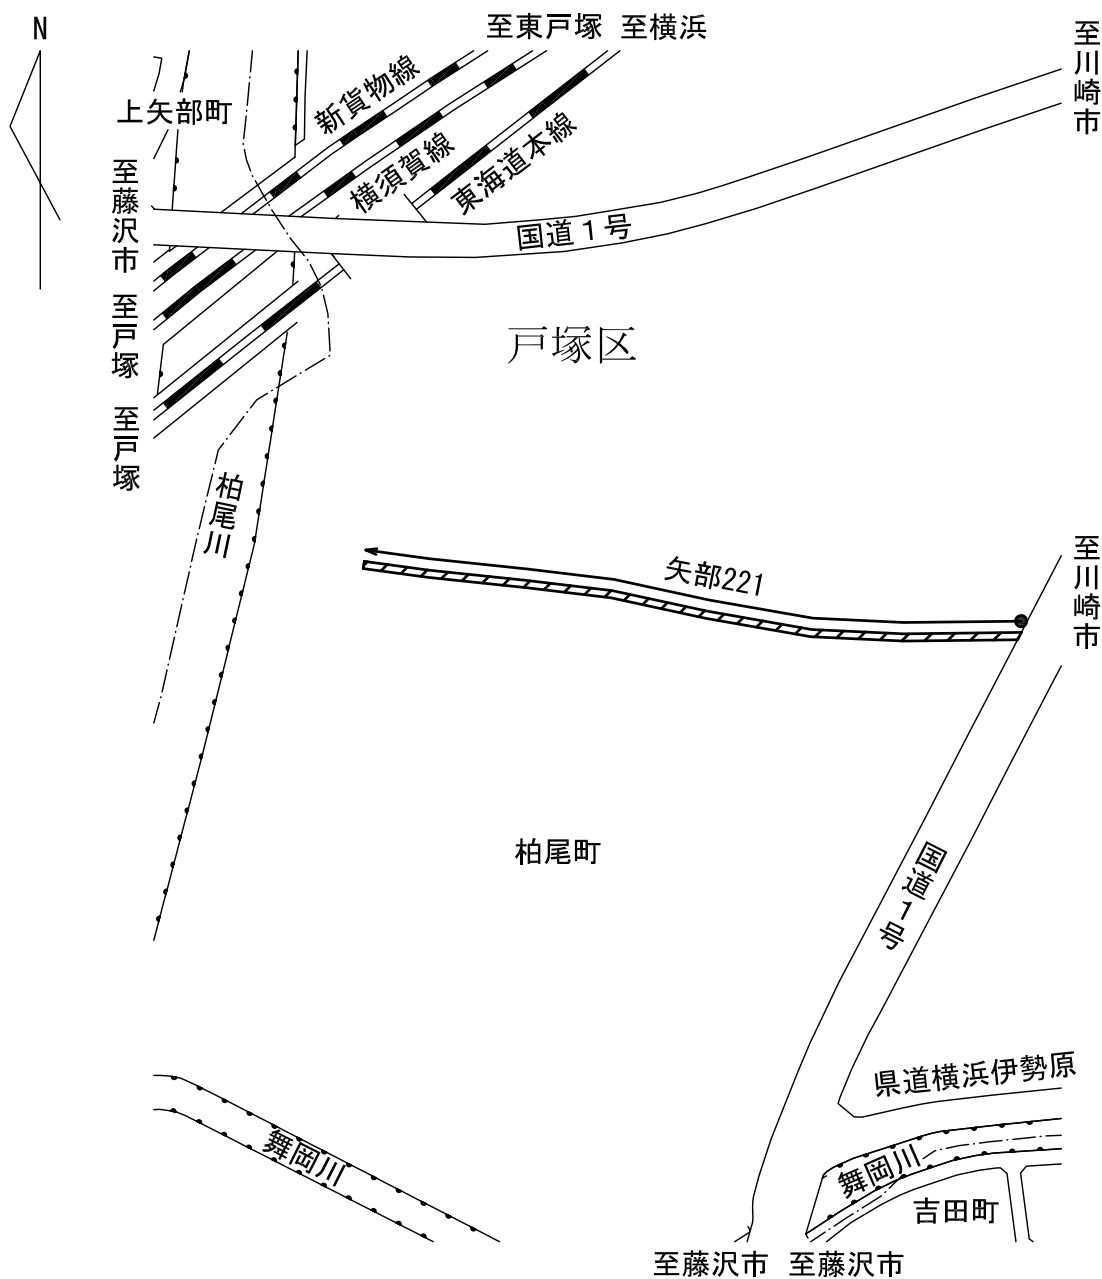 N
至東戸塚 至横浜
至川崎市
新貨物線
上矢部町
横須賀線
東海道本線
至藤沢市
国道１号
至戸塚
戸塚区
至戸塚
柏尾川
矢部221
至川崎市
柏尾町
国道１号
県道横浜伊勢原
舞岡川
舞岡川
吉田町
至藤沢市 至藤沢市